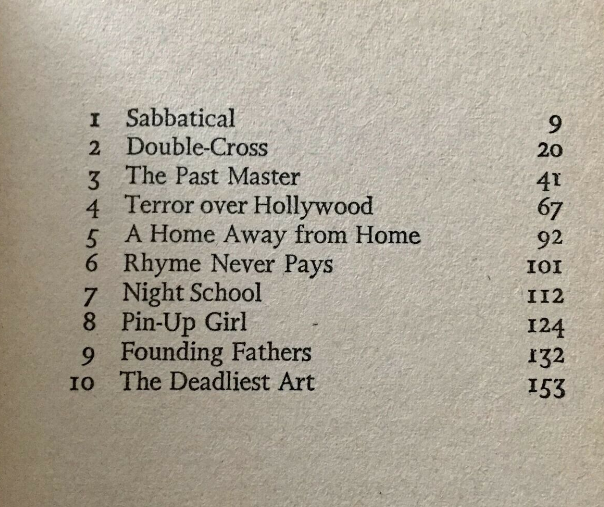 1 Sabbatical 9
2 Double-Cross 20
3 The Past Master 41
4 Terror over Hollywood 67
5 A Home Away from Home 92
6 Rhyme Never Pays 101
7 Night School 112
8 Pin-Up Girl 124
9 Founding Fathers 132
10 The Deadliest Art 153